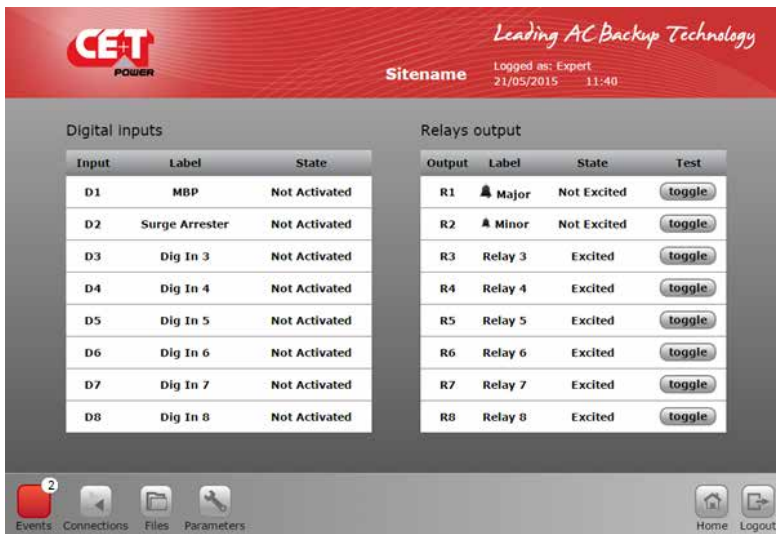 CE+T
POWER
Leading AC Backup Technology
Sitename
Logged as: Expert
21/05/2015 11:40
Digital inputs
Input Label State
D1 MBP Not Activated
D2 Surge Arrester Not Activated
D3 Dig In 3 Not Activated
D4 Dig In 4 Not Activated
D5 Dig In 5 Not Activated
D6 Dig In 6 Not Activated
D7 Dig In 7 Not Activated
D8 Dig In 8 Not Activated
Relays output
Output Label State Test
R1 Major Not Excited toggle
R2 Minor Not Excited toggle
R3 Relay 3 Excited toggle
R4 Relay 4 Excited toggle
R5 Relay 5 Excited toggle
R6 Relay 6 Excited toggle
R7 Relay 7 Excited toggle
R8 Relay 8 Excited toggle
2
Events Connections Files Parameters Home Logout